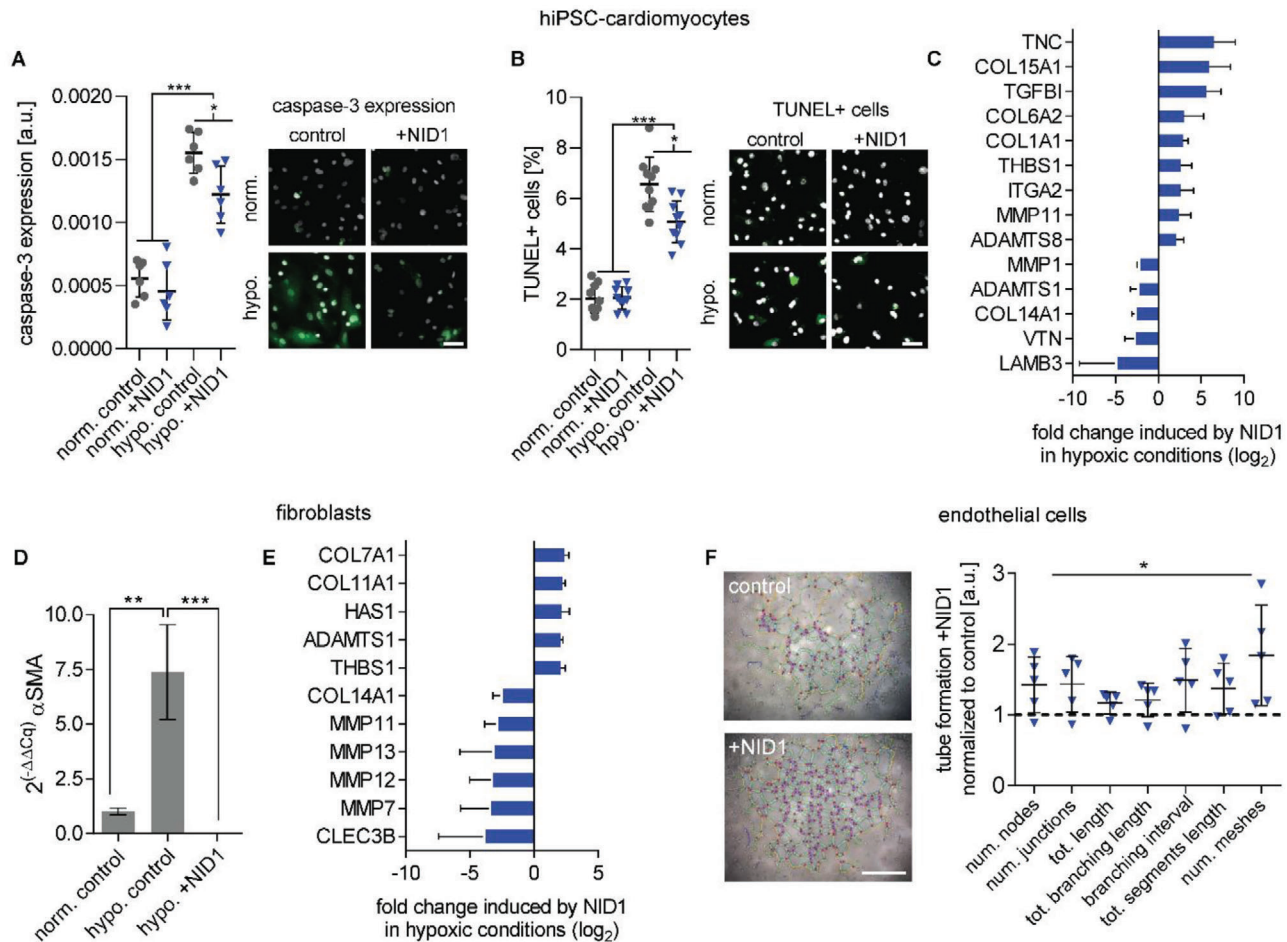 hiPSC-cardiomyocytes
A
caspase-3 expression [a.u.]
0.0020
0.0015
0.0010
0.0005
0.0000
***
*
norm. control
norm. +NID1
hypo. control
hypo. +NID1
caspase-3 expression
control +NID1
norm.
hypo.
B
TUNEL+ cells [%]
10
8
6
4
2
0
***
*
norm. control
norm. +NID1
hypo. control
hpyo. +NID1
TUNEL+ cells
control +NID1
norm.
hypo.
C
TNC
COL15A1
TGFBI
COL6A2
COL1A1
THBS1
ITGA2
MMP11
ADAMTS8
MMP1
ADAMTS1
COL14A1
VTN
LAMB3
-10 -5 0 5 10
fold change induced by NID1
in hypoxic conditions (log2)
fibroblasts
D
2(-ΔΔCq) αSMA
10.0
7.5
5.0
2.5
0.0
** ***
norm. control
hypo. control
hypo. +NID1
E
COL7A1
COL11A1
HAS1
ADAMTS1
THBS1
COL14A1
MMP11
MMP13
MMP12
MMP7
CLEC3B
-10 -5 0 5
fold change induced by NID1
in hypoxic conditions (log2)
endothelial cells
F
control
+NID1
tube formation +NID1
normalized to control [a.u.]
3
2
1
0
*
num. nodes
num. junctions
tot. length
tot. branching length
branching interval
tot. segments length
num. meshes